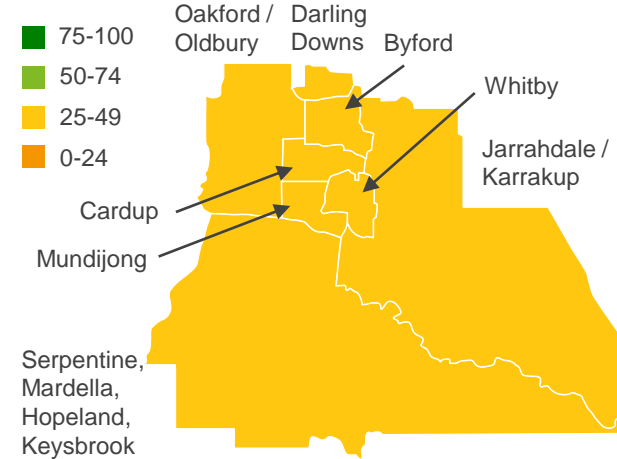 75-100
50-74
25-49
0-24
Oakford /
Oldbury
Darling
Downs
Byford
Whitby
Jarrahdale /
Karrakup
Cardup
Mundijong
Serpentine,
Mardella,
Hopeland,
Keysbrook